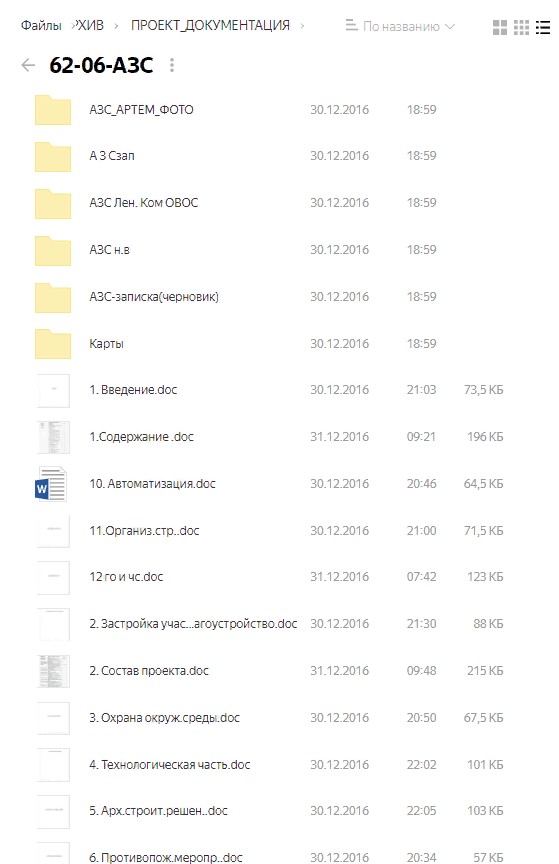 Файлы РХИВ ПРОЕКТ_ДОКУМЕНТАЦИЯ По названию
62-06-АЗС
АЗС_АРТЕМ_ФОТО 30.12.2016 18:59
А З Сзап 30.12.2016 18:59
АЗС Лен. Ком ОВОС 30.12.2016 18:59
АЗС н.в 30.12.2016 18:59
АЗС-записка(черновик) 30.12.2016 18:59
Карты 30.12.2016 18:59
1. Введение.doc 30.12.2016 21:03 73,5 КБ
1.Содержание .doc 31.12.2016 09:21 196 КБ
10. Автоматизация.doc 30.12.2016 20:46 64,5 КБ
11.Организ.стр..doc 30.12.2016 21:00 71,5 КБ
12 го и чс.doc 31.12.2016 07:42 123 КБ
2. Застройка учас...агоустройство.doc 30.12.2016 21:30 88 КБ
2. Состав проекта.doc 31.12.2016 09:48 215 КБ
3. Охрана окруж.среды.doc 30.12.2016 20:50 67,5 КБ
4. Технологическая часть.doc 30.12.2016 22:02 101 КБ
5. Арх.строит.решен..doc 30.12.2016 22:05 103 КБ
6. Противопож.меропр..doc 30.12.2016 20:34 57 КБ